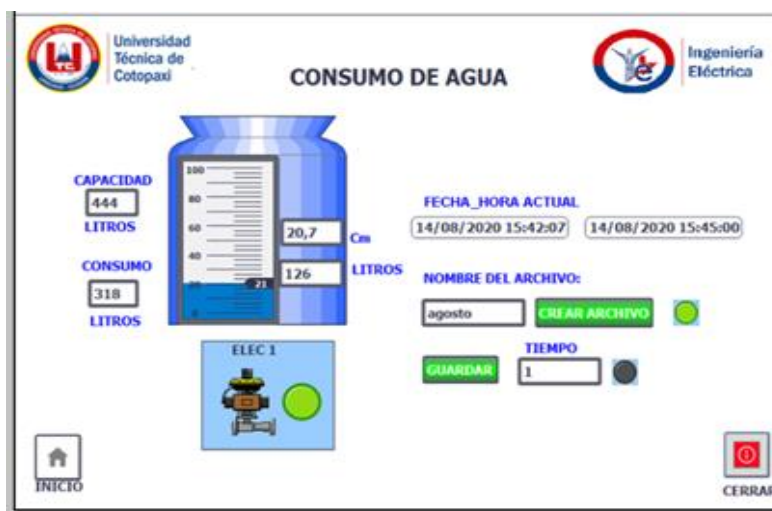 Universidad
Técnica de
Cotopaxi
UTC
CONSUMO DE AGUA
Ingeniería
Eléctrica
CAPACIDAD
444
LITROS
CONSUMO
318
LITROS
100
80
60
40
20
0
21
20,7 Cm
126 LITROS
FECHA_HORA ACTUAL
14/08/2020 15:42:07 14/08/2020 15:45:00
NOMBRE DEL ARCHIVO:
agosto CREAR ARCHIVO
TIEMPO
GUARDAR 1
ELEC 1
INICIO
CERRAR